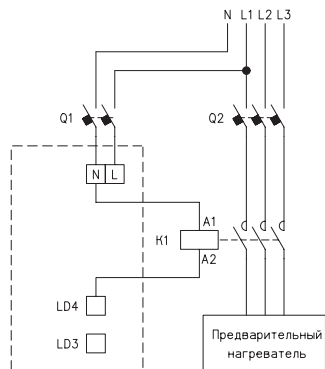 N L1 L2 L3
Q1
Q2
N L
A1
K1
A2
LD4
LD3
Предварительный
нагреватель